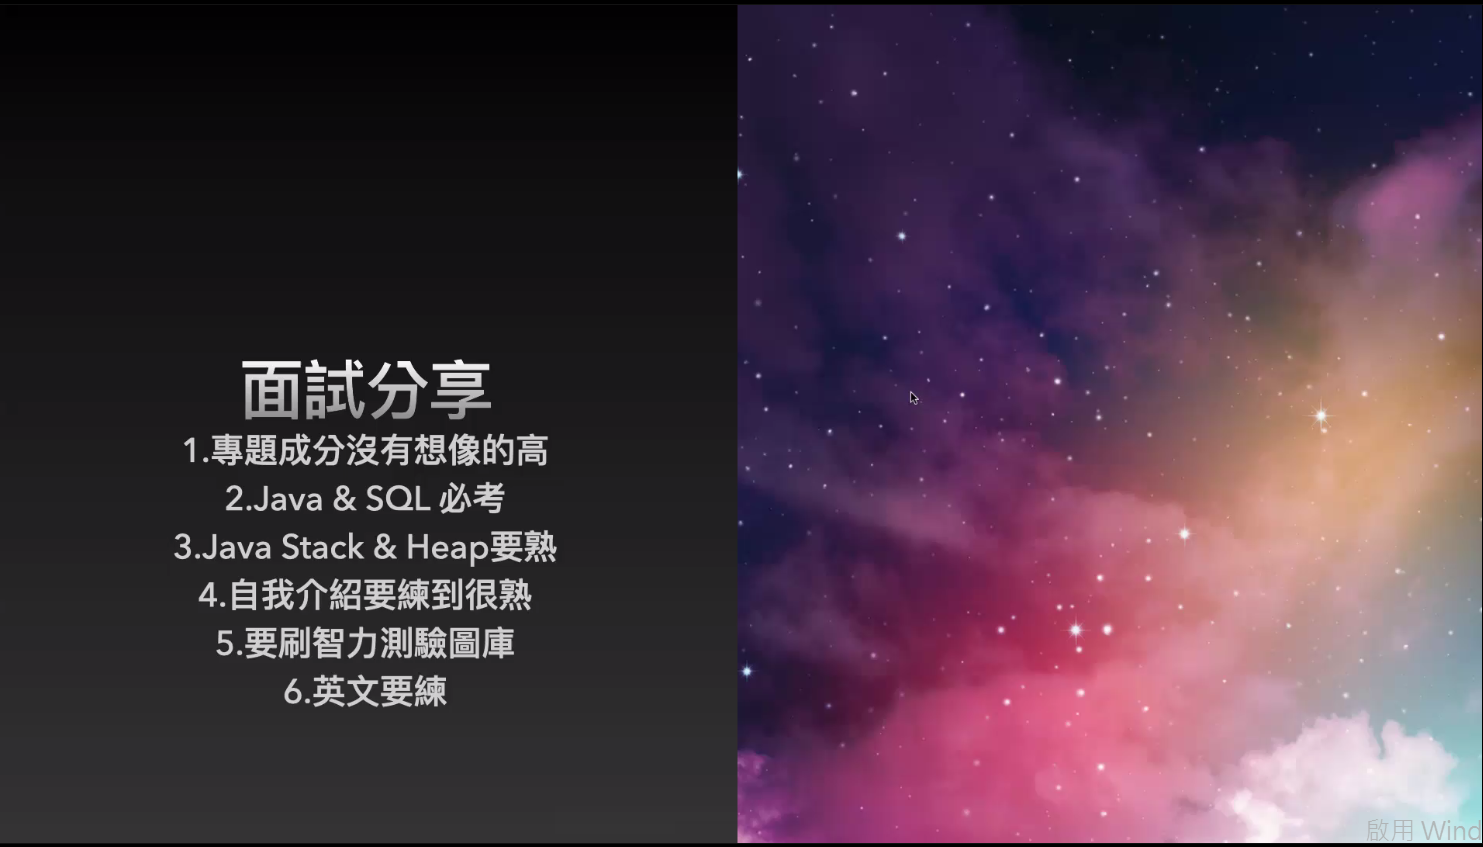 面試分享
1.專題成分沒有想像的高
2.Java & SQL 必考
3.Java Stack & Heap要熟
4.自我介紹要練到很熟
5.要刷智力測驗圖庫
6.英文要練
啟用 Wind